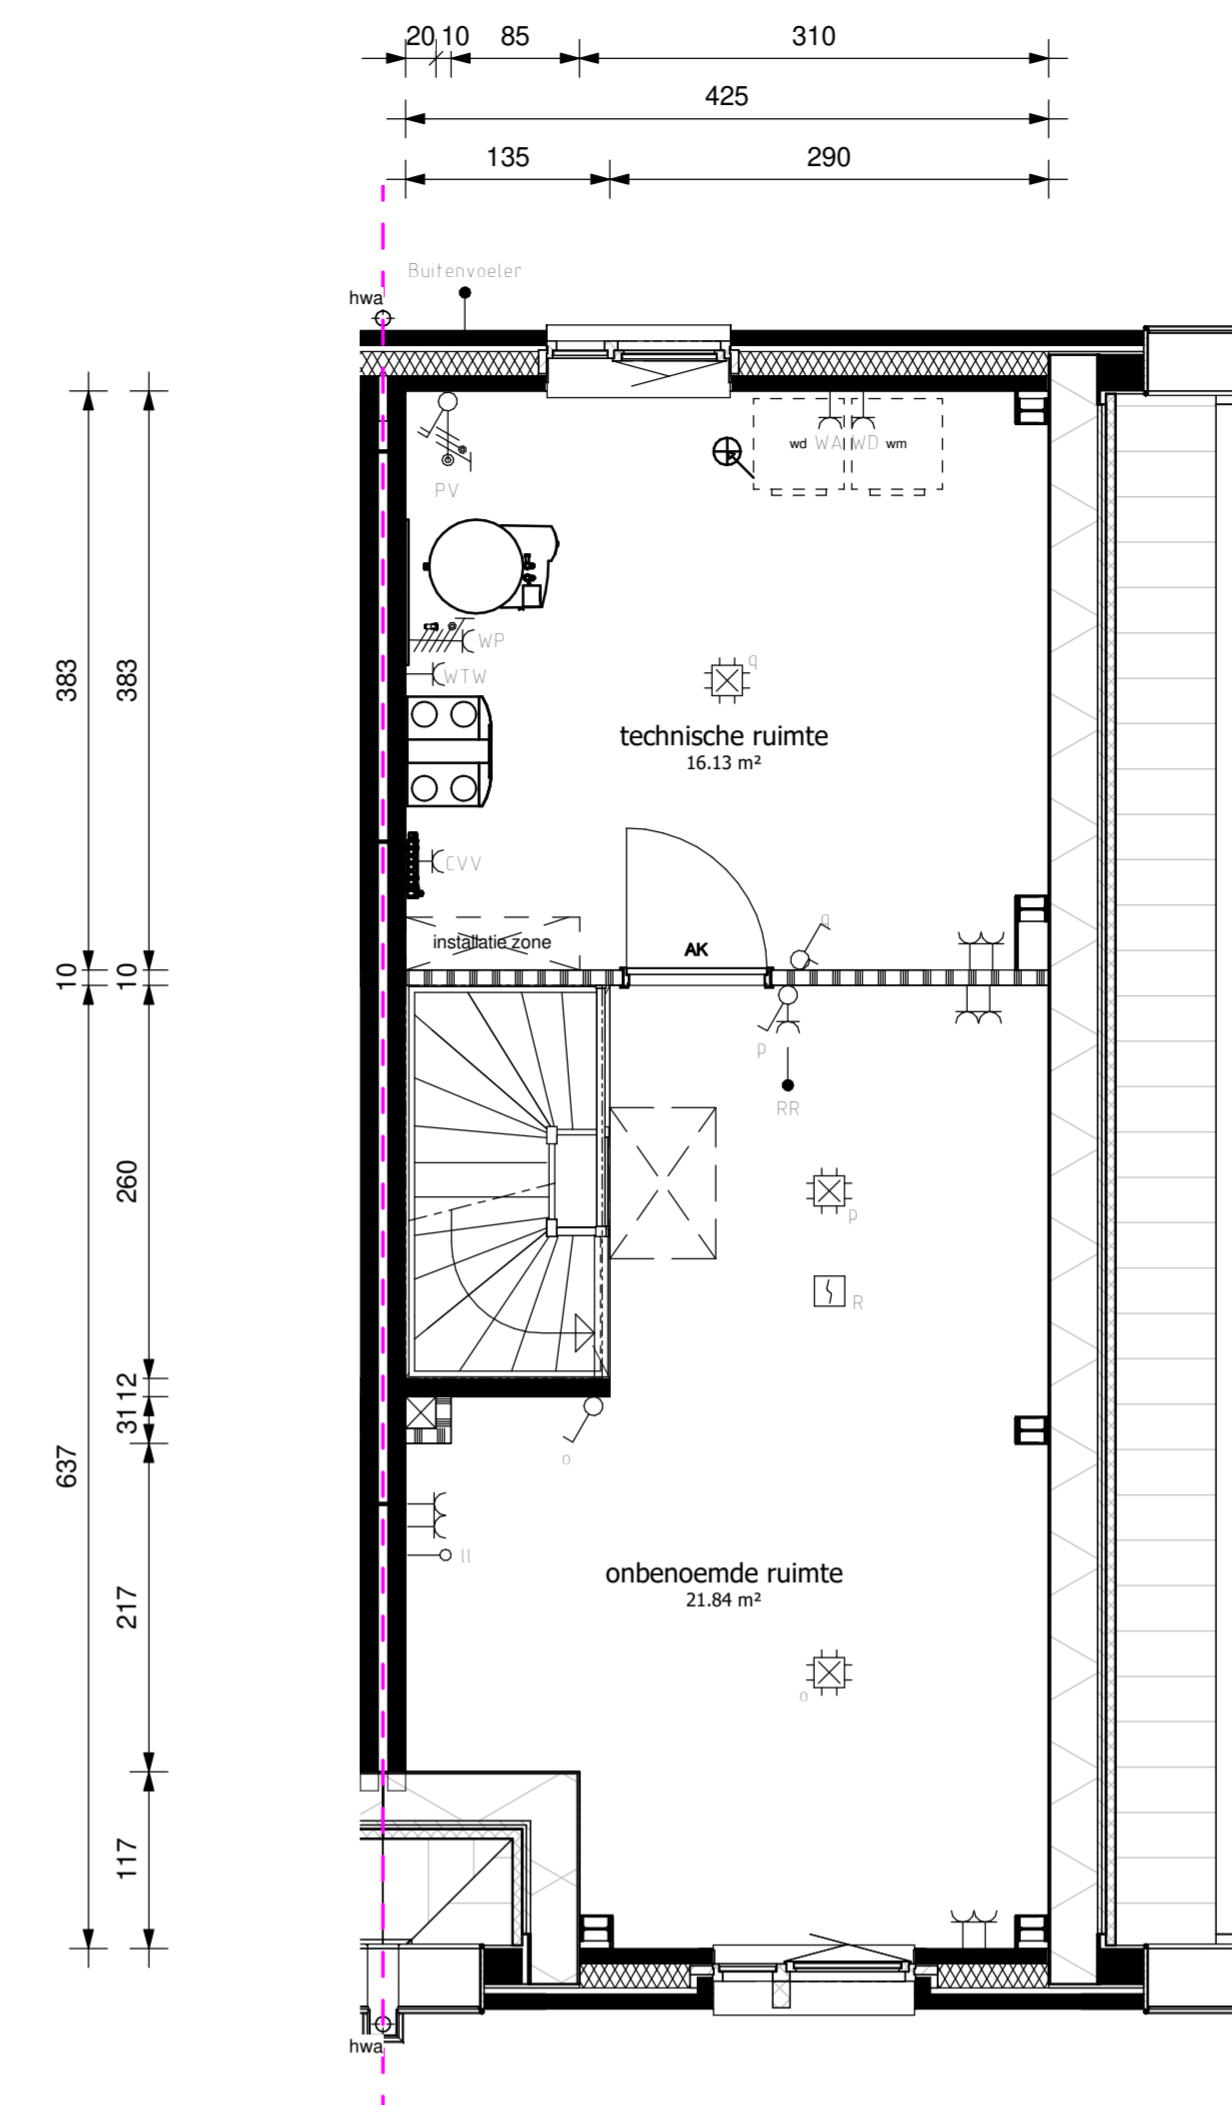 20 10 85 310
425
135 290
Buitenvoeler
hwa
wd WA WD wm
PV
383 383
WP
WTW
q
technische ruimte
16.13 m²
CVV
q
installatie zone
AK
10 10
p
RR
260
p
R
12
31
o
637
ll
onbenoemde ruimte
21.84 m²
217
o
117
hwa